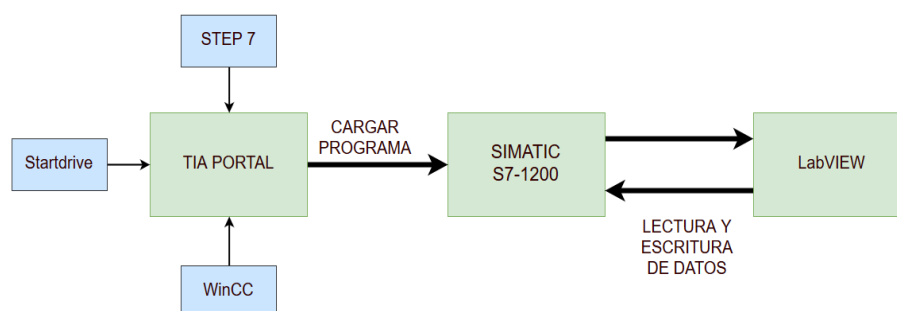 STEP 7
Startdrive
TIA PORTAL
WinCC
CARGAR
PROGRAMA
SIMATIC
S7-1200
LECTURA Y
ESCRITURA
DE DATOS
LabVIEW